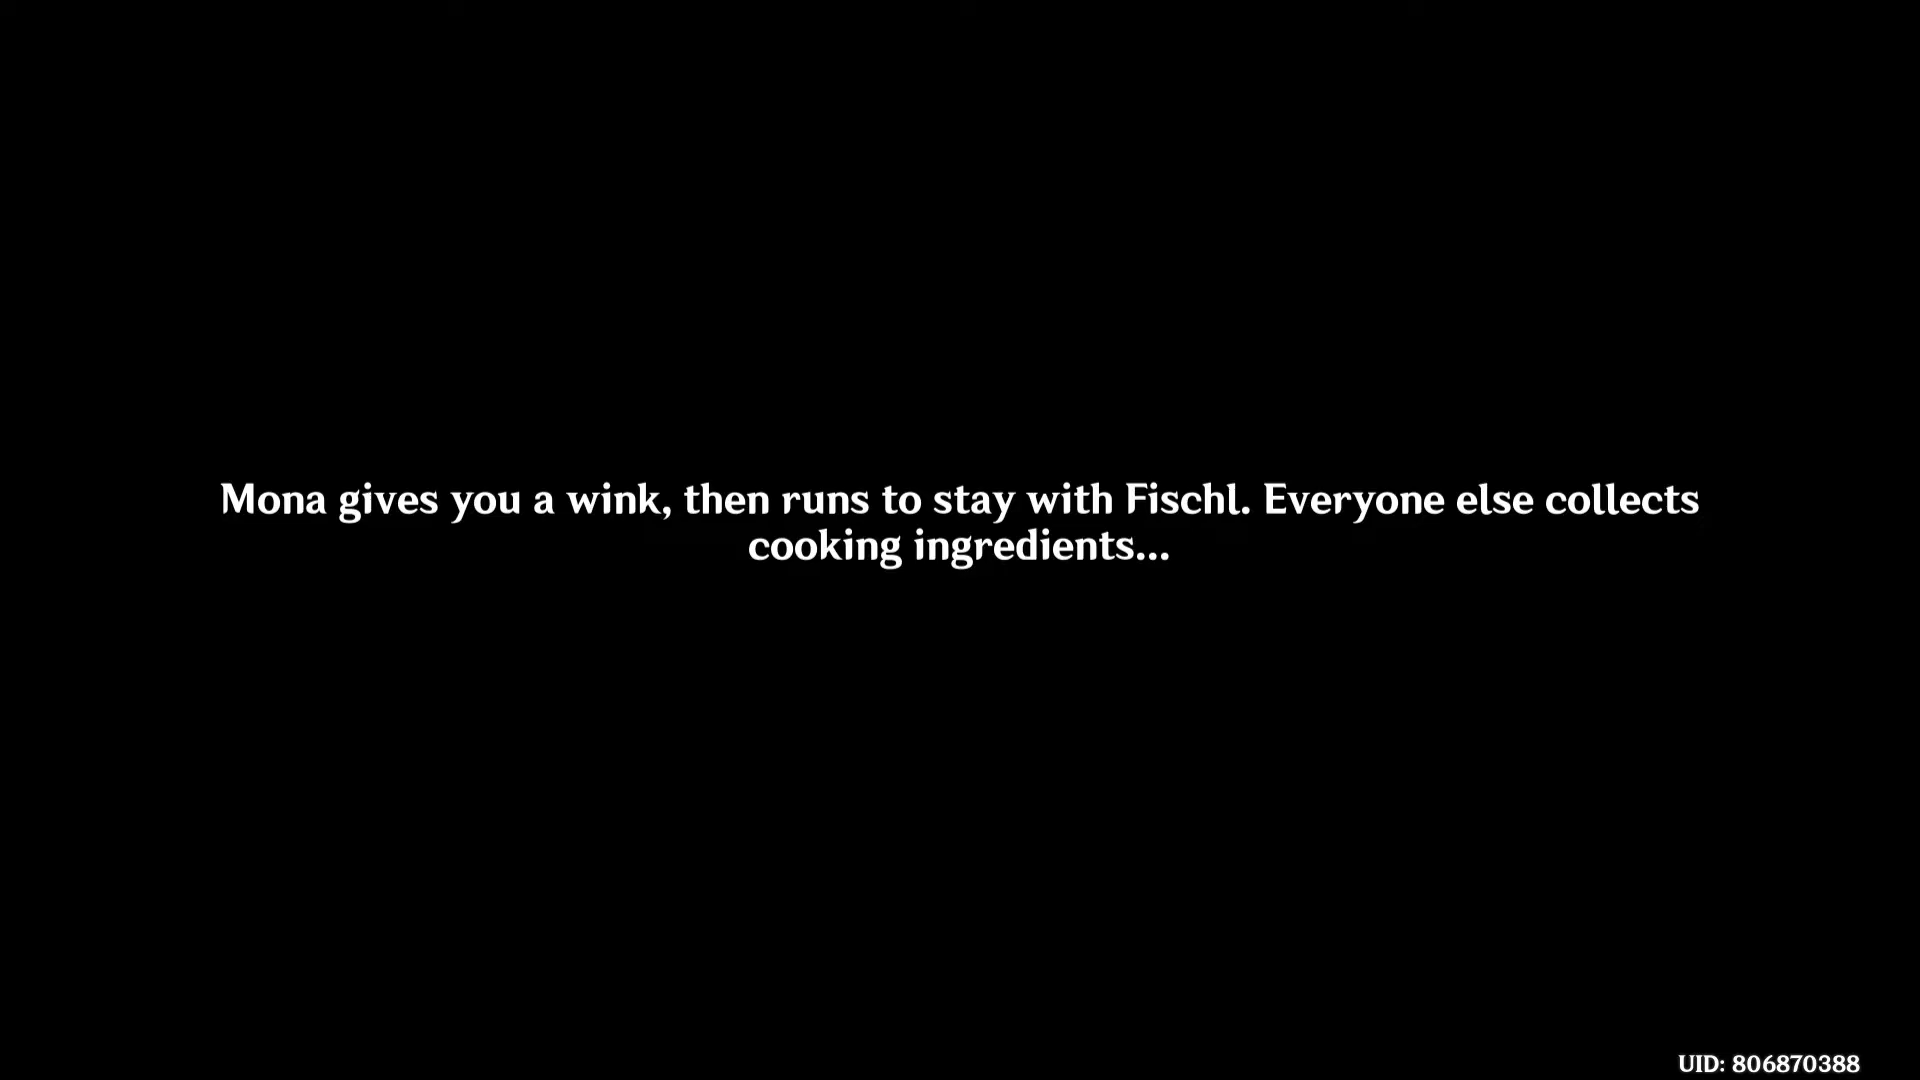 Mona gives you a wink, then runs to stay with Fischl. Everyone else collects
cooking ingredients...
UID: 806870388